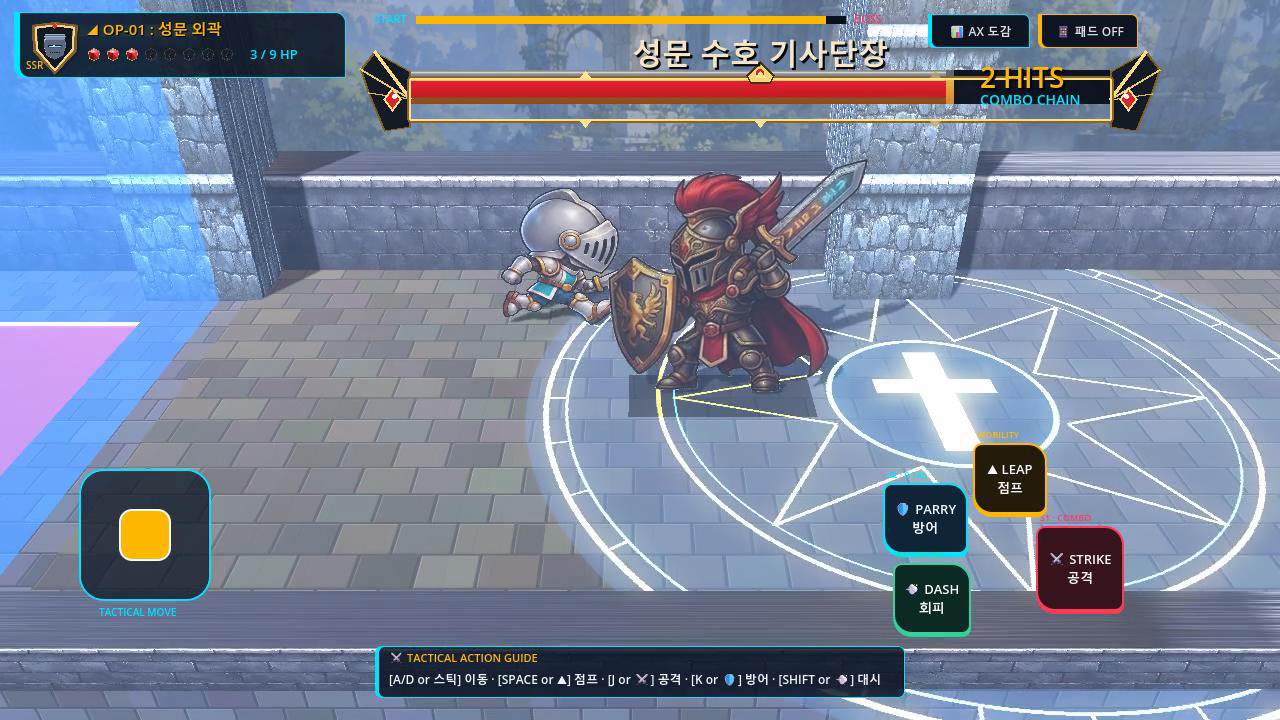 OP-01 : 성문 외곽
SSR
3 / 9 HP
START
BOSS
AX 도감
패드 OFF
성문 수호 기사단장
2 HITS
COMBO CHAIN
MOBILITY
▲ LEAP
점프
PARRY
방어
S1 · COMBO
STRIKE
공격
DASH
회피
TACTICAL MOVE
TACTICAL ACTION GUIDE
[A/D or 스틱] 이동 · [SPACE or ▲] 점프 · [J or ⚔] 공격 · [K or 🛡] 방어 · [SHIFT or 💨] 대시